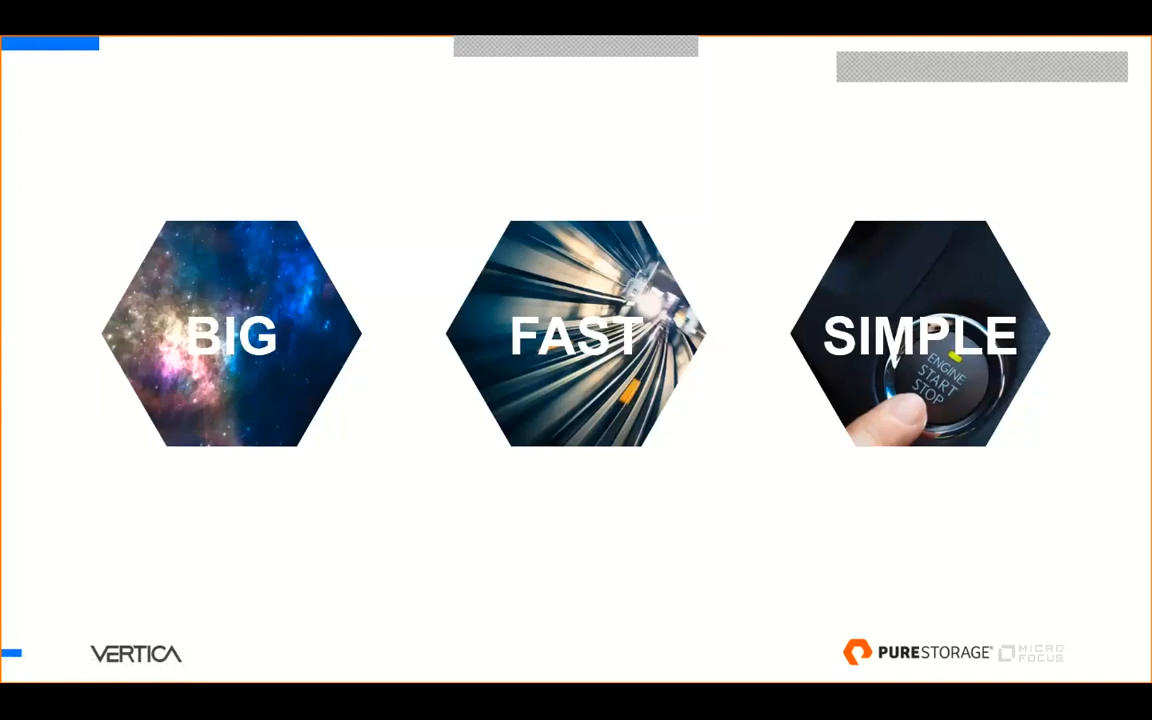 BIG
FAST
SIMPLE
ENGINE
START
STOP
VERTICA
PURESTORAGE®
MICRO
FOCUS